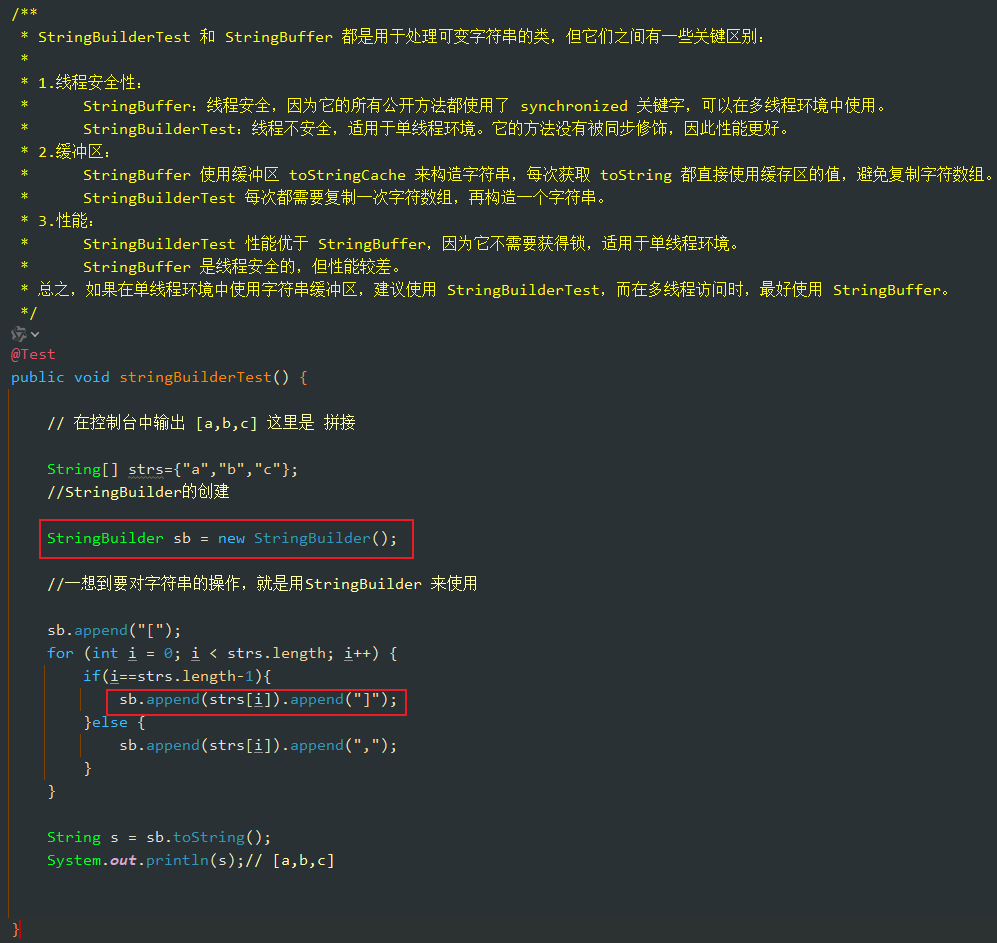 /**
 * StringBuilderTest 和 StringBuffer 都是用于处理可变字符串的类，但它们之间有一些关键区别：
 *
 * 1.线程安全性：
 *      StringBuffer：线程安全，因为它的所有公开方法都使用了 synchronized 关键字，可以在多线程环境中使用。
 *      StringBuilderTest：线程不安全，适用于单线程环境。它的方法没有被同步修饰，因此性能更好。
 * 2.缓冲区：
 *      StringBuffer 使用缓冲区 toStringCache 来构造字符串，每次获取 toString 都直接使用缓存区的值，避免复制字符数组。
 *      StringBuilderTest 每次都需要复制一次字符数组，再构造一个字符串。
 * 3.性能：
 *      StringBuilderTest 性能优于 StringBuffer，因为它不需要获得锁，适用于单线程环境。
 *      StringBuffer 是线程安全的，但性能较差。
 * 总之，如果在单线程环境中使用字符串缓冲区，建议使用 StringBuilderTest，而在多线程访问时，最好使用 StringBuffer。
 */
@Test
public void stringBuilderTest() {
    // 在控制台中输出 [a,b,c] 这里是 拼接
    String[] strs={"a","b","c"};
    //StringBuilder的创建
    StringBuilder sb = new StringBuilder();
    //一想到要对字符串的操作，就是用StringBuilder 来使用
    sb.append("[");
    for (int i = 0; i < strs.length; i++) {
        if(i==strs.length-1){
            sb.append(strs[i]).append("]");
        }else {
            sb.append(strs[i]).append(",");
        }
    }
    String s = sb.toString();
    System.out.println(s);// [a,b,c]
}